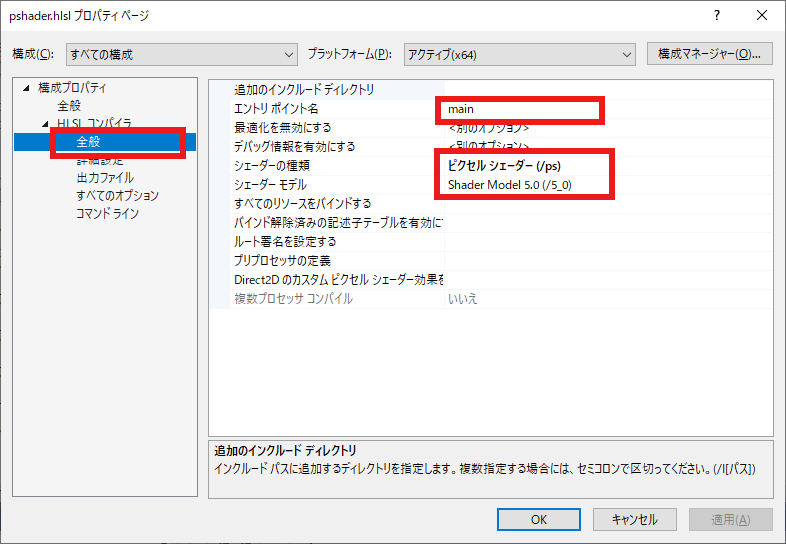 pshader.hlsl プロパティ ページ
? ×
構成(C): すべての構成 プラットフォーム(P): アクティブ(x64) 構成マネージャー(O)...
構成プロパティ
全般
HLSL コンパイラ
全般
詳細設定
出力ファイル
すべてのオプション
コマンド ライン
追加のインクルード ディレクトリ
エントリ ポイント名 main
最適化を無効にする <別のオプション>
デバッグ情報を有効にする <別のオプション>
シェーダーの種類 ピクセル シェーダー (/ps)
シェーダー モデル Shader Model 5.0 (/5_0)
すべてのリソースをバインドする
バインド解除済みの記述子テーブルを有効に
ルート署名を設定する
プリプロセッサの定義
Direct2D のカスタム ピクセル シェーダー効果を
複数プロセッサ コンパイル いいえ
追加のインクルード ディレクトリ
インクルード パスに追加するディレクトリを指定します。複数指定する場合には、セミコロンで区切ってください。(/I[パス])
OK キャンセル 適用(A)